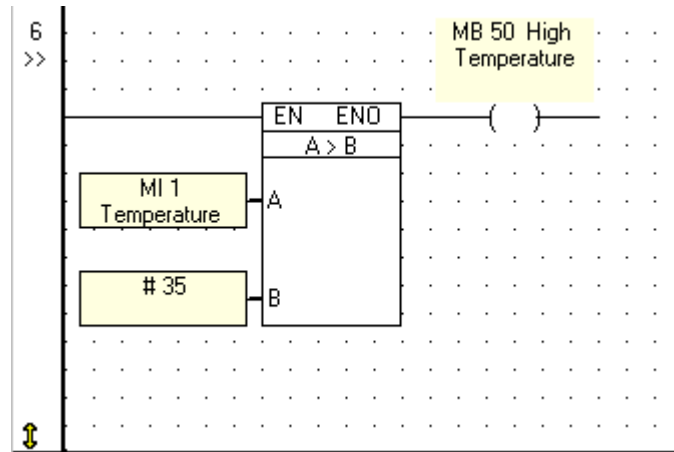 6
>>
MB 50 High
Temperature
EN ENO
A > B
MI 1
Temperature
A
# 35
B